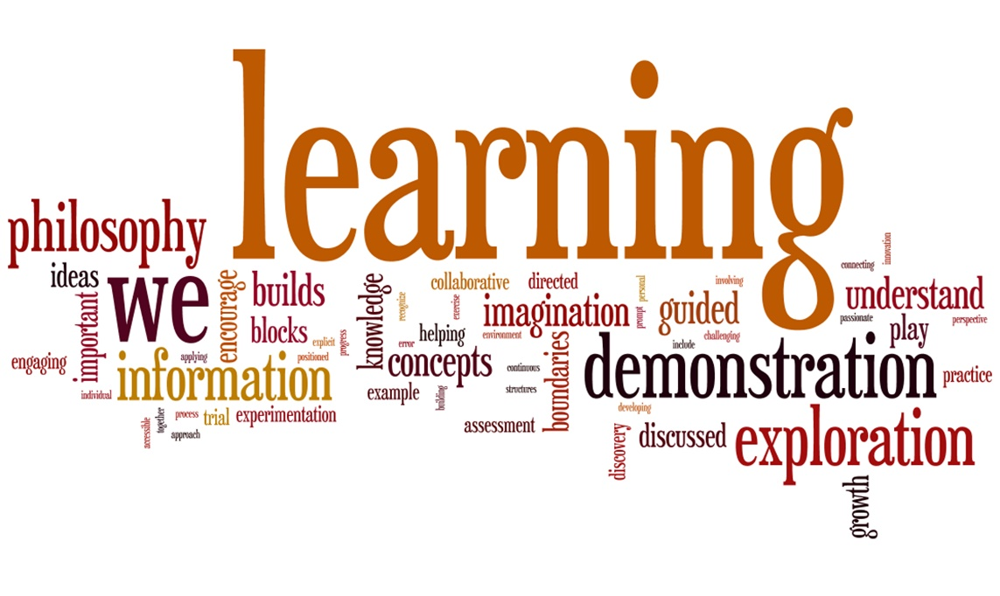 learning
philosophy
ideas
we
encourage
builds
blocks
important
engaging
information
applying
explicit
positioned
progress
individual
accessible
together
process
approach
trial
experimentation
knowledge
recognize
collaborative
directed
exercise
imagination
environment
error
helping
concepts
example
building
continuous
structures
assessment
boundaries
personal
prompt
involving
guided
challenging
include
demonstration
developing
discovery
discussed
exploration
growth
connecting
innovation
understand
passionate
perspective
play
practice